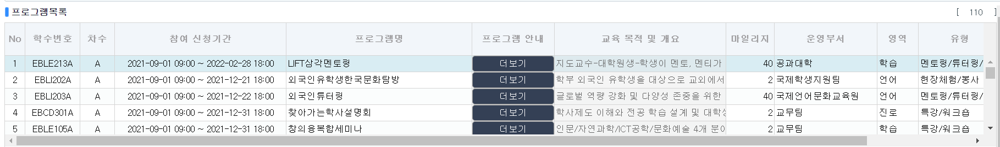 프로그램목록 [ 110 ]
No 학수번호 차수 참여 신청기간 프로그램명 프로그램 안내 교육 목적 및 개요 마일리지 운영부서 영역 유형
1 EBLE213A A 2021-09-01 09:00 ~ 2022-02-28 18:00 LIFT삼각멘토링 더보기 지도교수-대학원생-학생이 멘토, 멘티가 40 공과대학 학습 멘토링/튜터링/
2 EBLI202A A 2021-09-01 09:00 ~ 2021-12-21 18:00 외국인유학생한국문화탐방 더보기 학부 외국인 유학생을 대상으로 교외에서 2 국제학생지원팀 언어 현장체험/봉사
3 EBLI203A A 2021-09-01 09:00 ~ 2021-12-22 18:00 외국인튜터링 더보기 글로벌 역량 강화 및 다양성 존중을 위한 40 국제언어문화교육원 언어 멘토링/튜터링/
4 EBCD301A A 2021-09-01 09:00 ~ 2021-12-31 18:00 찾아가는학사설명회 더보기 학사제도 이해와 전공 학습 설계 및 대학생 2 교무팀 진로 특강/워크숍
5 EBLE105A A 2021-09-01 09:00 ~ 2021-12-31 18:00 창의융복합세미나 더보기 인문/자연과학/ICT공학/문화예술 4개 분야 2 교무팀 학습 특강/워크숍